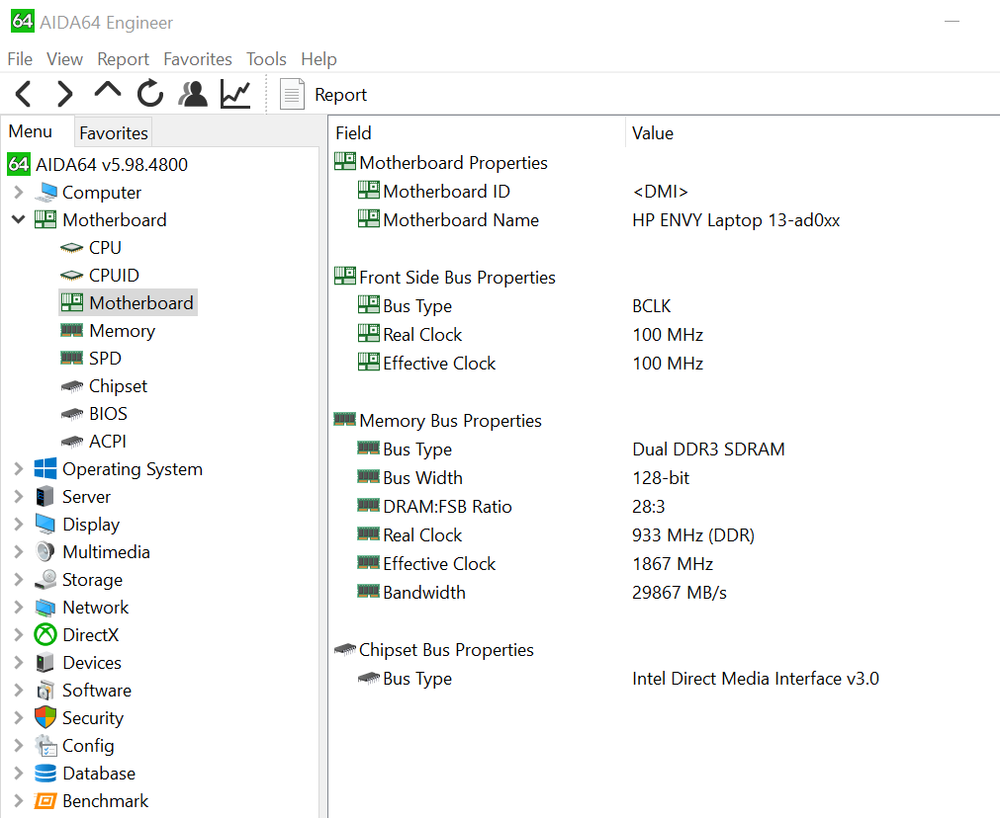 64 AIDA64 Engineer
File View Report Favorites Tools Help
Report
Menu Favorites
64 AIDA64 v5.98.4800
Computer
Motherboard
CPU
CPUID
Motherboard
Memory
SPD
Chipset
BIOS
ACPI
Operating System
Server
Display
Multimedia
Storage
Network
DirectX
Devices
Software
Security
Config
Database
Benchmark
Field Value
Motherboard Properties
Motherboard ID <DMI>
Motherboard Name HP ENVY Laptop 13-ad0xx
Front Side Bus Properties
Bus Type BCLK
Real Clock 100 MHz
Effective Clock 100 MHz
Memory Bus Properties
Bus Type Dual DDR3 SDRAM
Bus Width 128-bit
DRAM:FSB Ratio 28:3
Real Clock 933 MHz (DDR)
Effective Clock 1867 MHz
Bandwidth 29867 MB/s
Chipset Bus Properties
Bus Type Intel Direct Media Interface v3.0